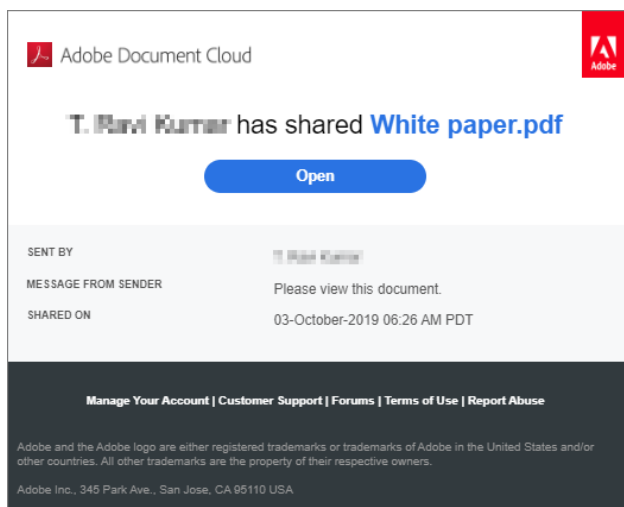 Adobe Document Cloud
Adobe
has shared White paper.pdf
Open
SENT BY
MESSAGE FROM SENDER
Please view this document.
SHARED ON
03-October-2019 06:26 AM PDT
Manage Your Account | Customer Support | Forums | Terms of Use | Report Abuse
Adobe and the Adobe logo are either registered trademarks or trademarks of Adobe in the United States and/or
other countries. All other trademarks are the property of their respective owners.
Adobe Inc., 345 Park Ave., San Jose, CA 95110 USA